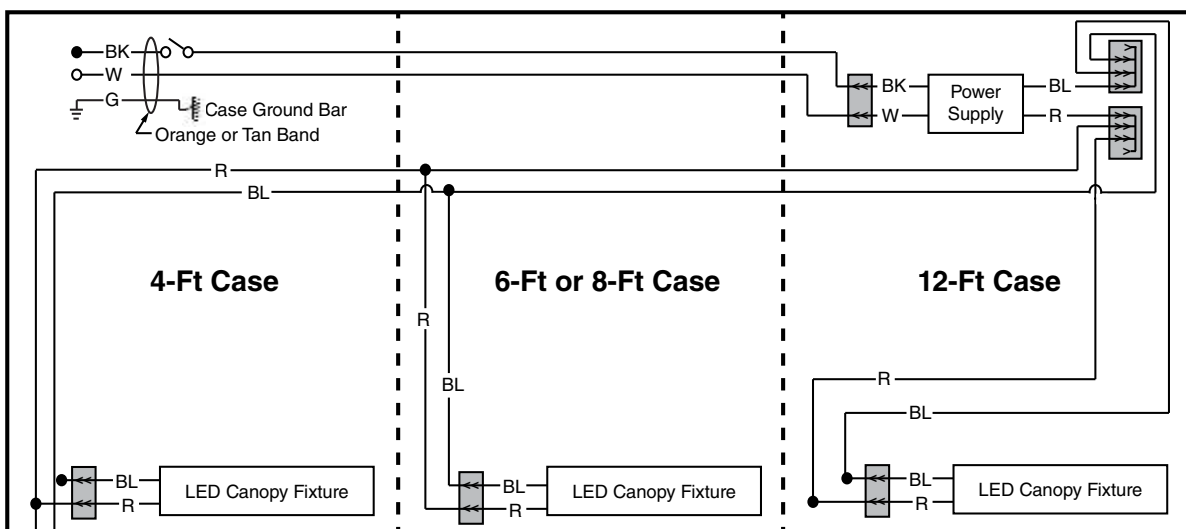 BK
W
G
Case Ground Bar
Orange or Tan Band
BK
W
Power
Supply
BL
R
R
BL
4-Ft Case
6-Ft or 8-Ft Case
12-Ft Case
R
BL
R
BL
BL
R
LED Canopy Fixture
BL
R
LED Canopy Fixture
BL
R
LED Canopy Fixture